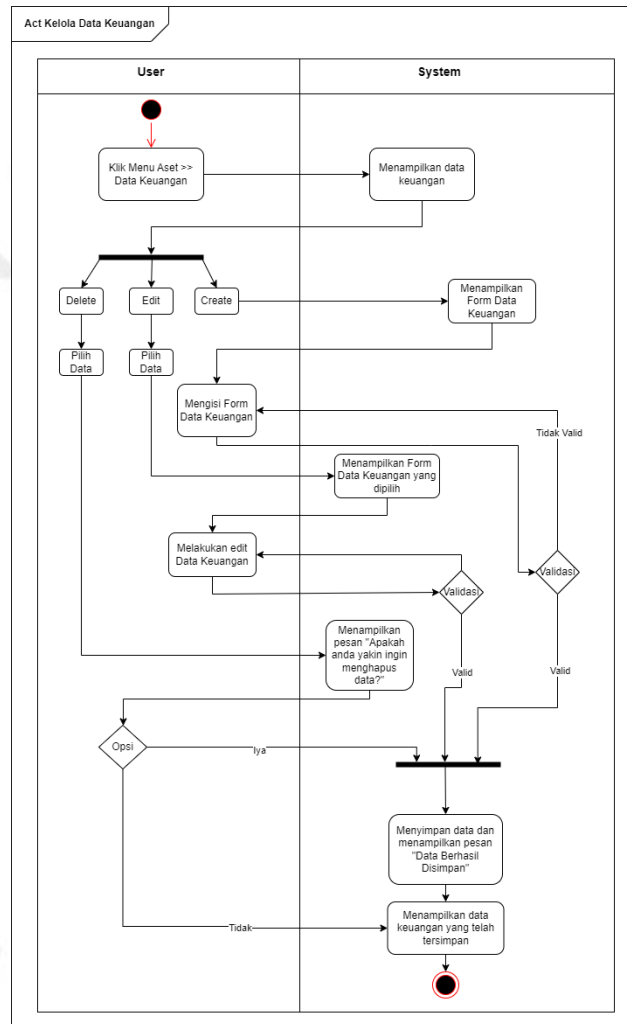 Act Kelola Data Keuangan
User
System
Klik Menu Aset >>
Data Keuangan
Menampilkan data
keuangan
Delete
Edit
Create
Menampilkan
Form Data
Keuangan
Pilih
Data
Pilih
Data
Mengisi Form
Data Keuangan
Tidak Valid
Menampilkan Form
Data Keuangan yang
dipilih
Melakukan edit
Data Keuangan
Validasi
Validasi
Menampilkan
pesan "Apakah
anda yakin ingin
menghapus
data?"
Valid
Valid
Opsi
Iya
Menyimpan data dan
menampilkan pesan
"Data Berhasil
Disimpan"
Tidak
Menampilkan data
keuangan yang telah
tersimpan